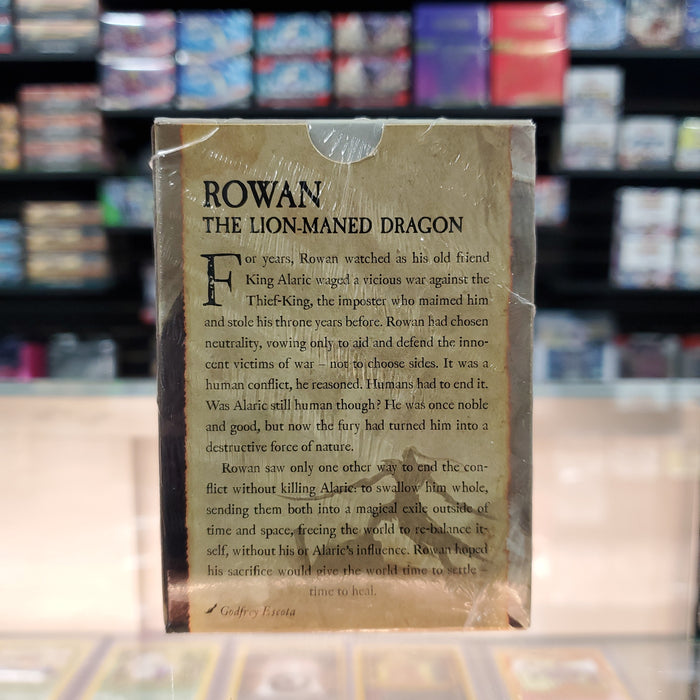 ROWAN
THE LION-MANED DRAGON
For years, Rowan watched as his old friend
King Alaric waged a vicious war against the
Thief-King, the imposter who maimed him
and stole his throne years before. Rowan had chosen
neutrality, vowing only to aid and defend the inno-
cent victims of war – not to choose sides. It was a
human conflict, he reasoned. Humans had to end it.
Was Alaric still human though? He was once noble
and good, but now the fury had turned him into a
destructive force of nature.
Rowan saw only one other way to end the con-
flict without killing Alaric: to swallow him whole,
sending them both into a magical exile outside of
time and space, freeing the world to re-balance it-
self, without his or Alaric's influence. Rowan hoped
his sacrifice would give the world time to settle –
time to heal.
Godfrey Escota